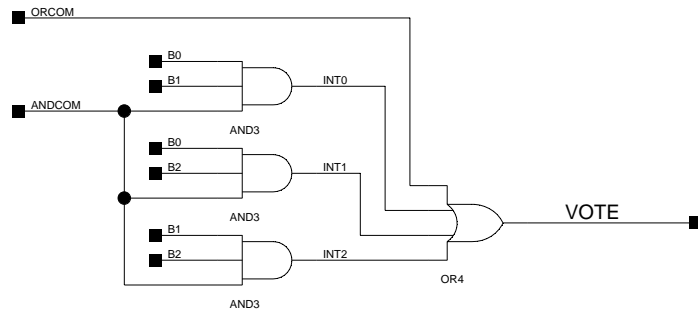 ORCOM
B0
B1
INT0
ANDCOM
AND3
B0
B2
INT1
AND3
VOTE
B1
B2
INT2
OR4
AND3